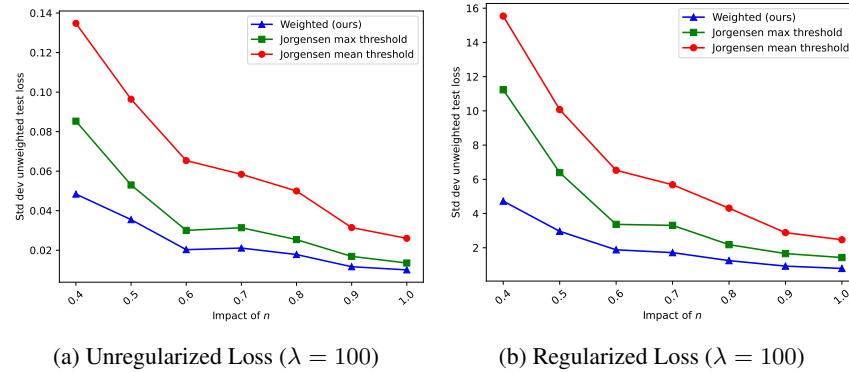 0.14
0.12
0.10
0.08
0.06
0.04
0.02
Std dev unweighted test loss
Weighted (ours)
Jorgensen max threshold
Jorgensen mean threshold
0.4 0.5 0.6 0.7 0.8 0.9 1.0
Impact of n
(a) Unregularized Loss (λ = 100)
16
14
12
10
8
6
4
2
Std dev unweighted test loss
Weighted (ours)
Jorgensen max threshold
Jorgensen mean threshold
0.4 0.5 0.6 0.7 0.8 0.9 1.0
Impact of n
(b) Regularized Loss (λ = 100)